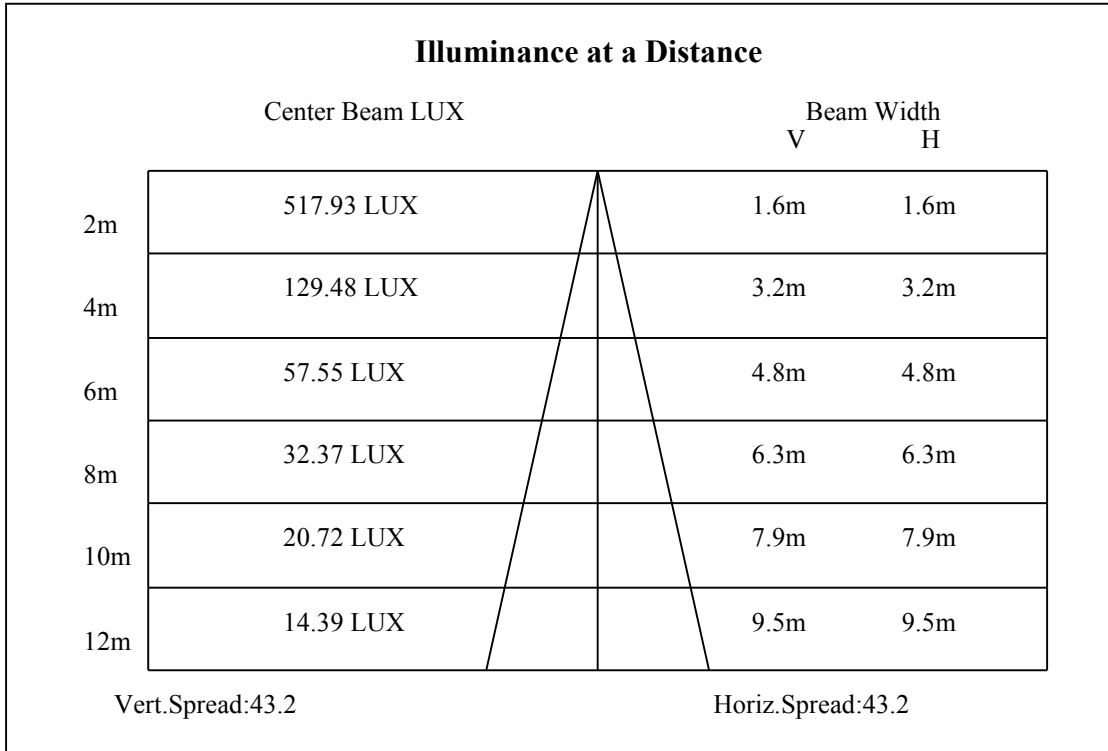 Illuminance at a Distance
Center Beam LUX Beam Width
V H
2m 517.93 LUX 1.6m 1.6m
4m 129.48 LUX 3.2m 3.2m
6m 57.55 LUX 4.8m 4.8m
8m 32.37 LUX 6.3m 6.3m
10m 20.72 LUX 7.9m 7.9m
12m 14.39 LUX 9.5m 9.5m
Vert.Spread:43.2 Horiz.Spread:43.2